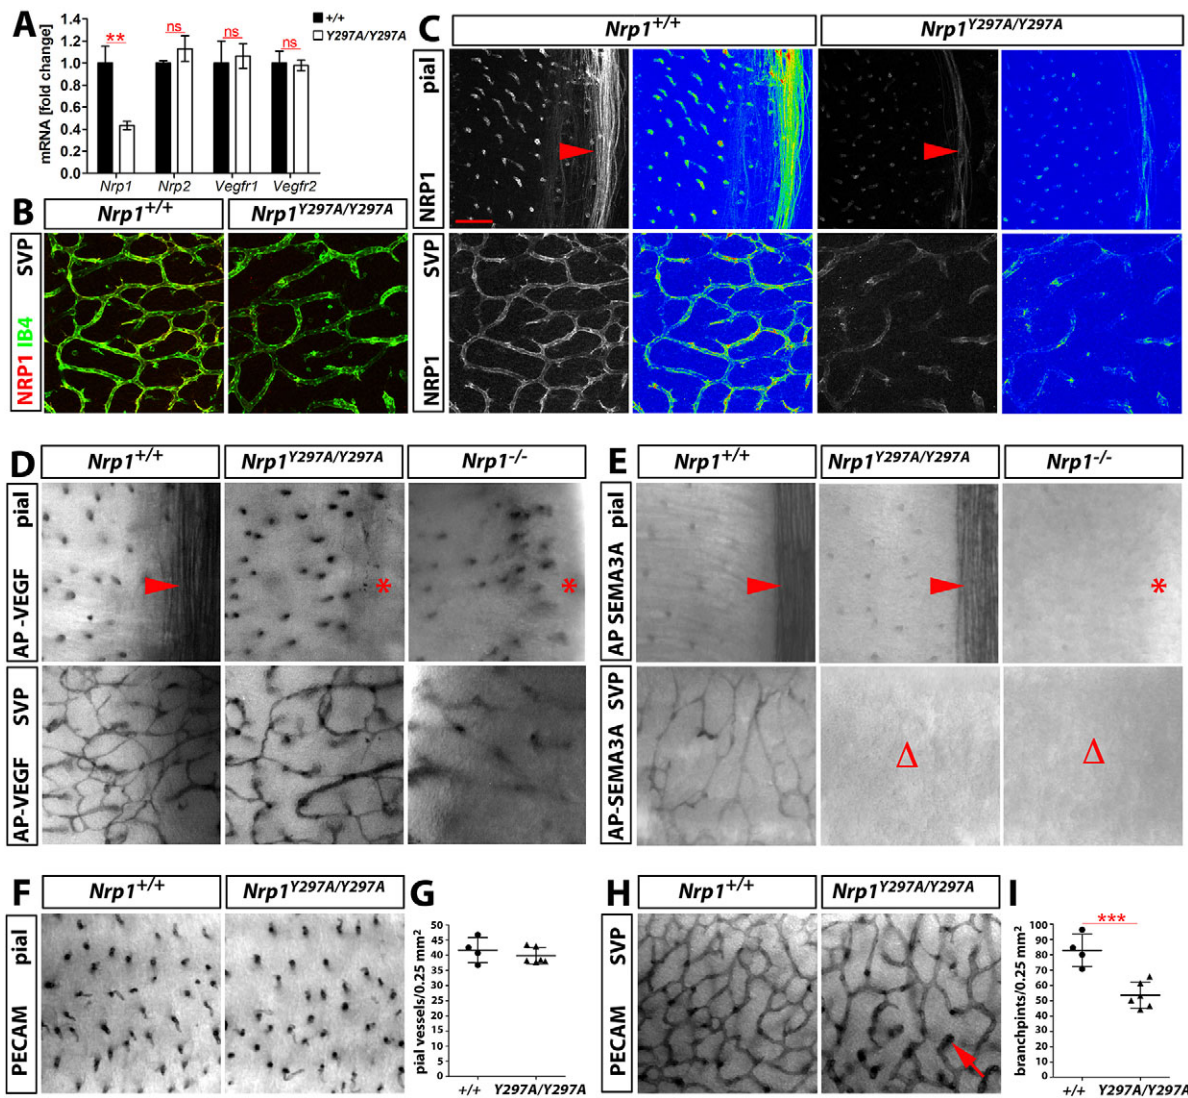 A
mRNA [fold change]
1.4
1.2
1.0
0.8
0.6
0.4
0.2
0.0
+/+
Y297A/Y297A
**
ns
ns
ns
Nrp1
Nrp2
Vegfr1
Vegfr2
B
Nrp1+/+
Nrp1Y297A/Y297A
NRP1 IB4
SVP
C
Nrp1+/+
Nrp1Y297A/Y297A
NRP1
pial
NRP1
SVP
D
Nrp1+/+
Nrp1Y297A/Y297A
Nrp1-/-
AP -VEGF
pial
*
*
AP-VEGF
SVP
E
Nrp1+/+
Nrp1Y297A/Y297A
Nrp1-/-
AP SEMA3A pial
*
AP-SEMA3A SVP
Δ
Δ
F
Nrp1+/+
Nrp1Y297A/Y297A
PECAM
pial
G
pial vessels/0.25 mm2
50
45
40
35
30
25
20
15
10
5
0
+/+
Y297A/Y297A
H
Nrp1+/+
Nrp1Y297A/Y297A
PECAM
SVP
I
branchpints/0.25 mm2
100
90
80
70
60
50
40
30
20
10
0
***
+/+
Y297A/Y297A